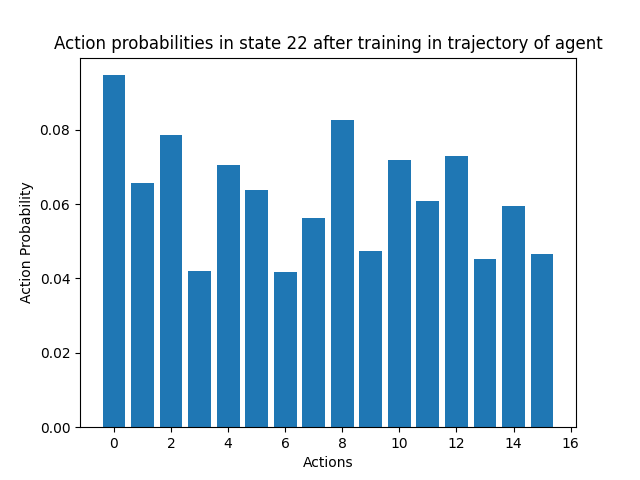 Action probabilities in state 22 after training in trajectory of agent
Action Probability
0.08
0.06
0.04
0.02
0.00
0 2 4 6 8 10 12 14 16
Actions